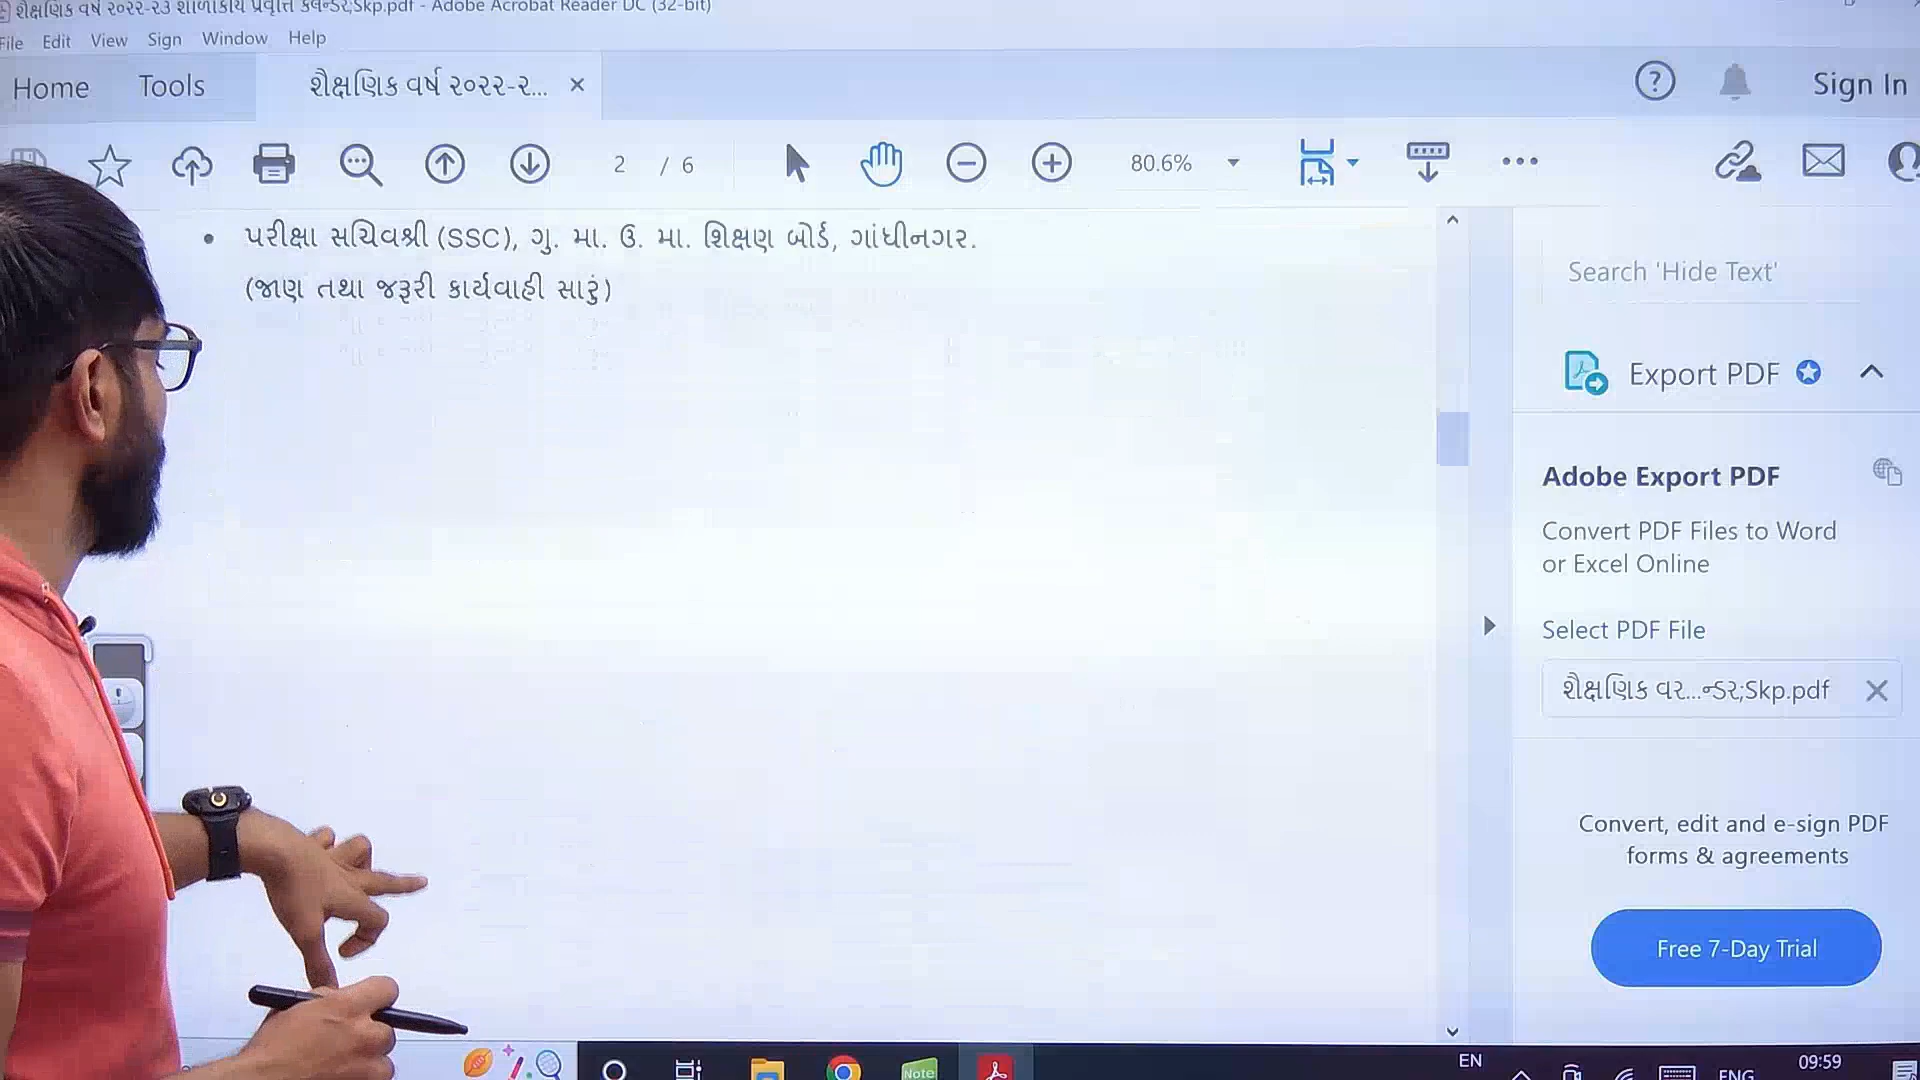 શૈક્ષણિક વર્ષ ૨૦૨૨-૨૩ શાળાકીય પ્રવૃત્તિ કેલેન્ડર;Skp.pdf - Adobe Acrobat Reader DC (32-bit)
File Edit View Sign Window Help
Home Tools શૈક્ષણિક વર્ષ ૨૦૨૨-૨... Sign In
2 / 6 80.6%
• પરીક્ષા સચિવશ્રી (SSC), ગુ. મા. ઉ. મા. શિક્ષણ બોર્ડ, ગાંધીનગર.
(જાણ તથા જરૂરી કાર્યવાહી સારું)
Search 'Hide Text'
Export PDF
Adobe Export PDF
Convert PDF Files to Word
or Excel Online
Select PDF File
શૈક્ષણિક વર...ન્ડર;Skp.pdf
Convert, edit and e-sign PDF
forms & agreements
Free 7-Day Trial
Note
EN
ENG
09:59